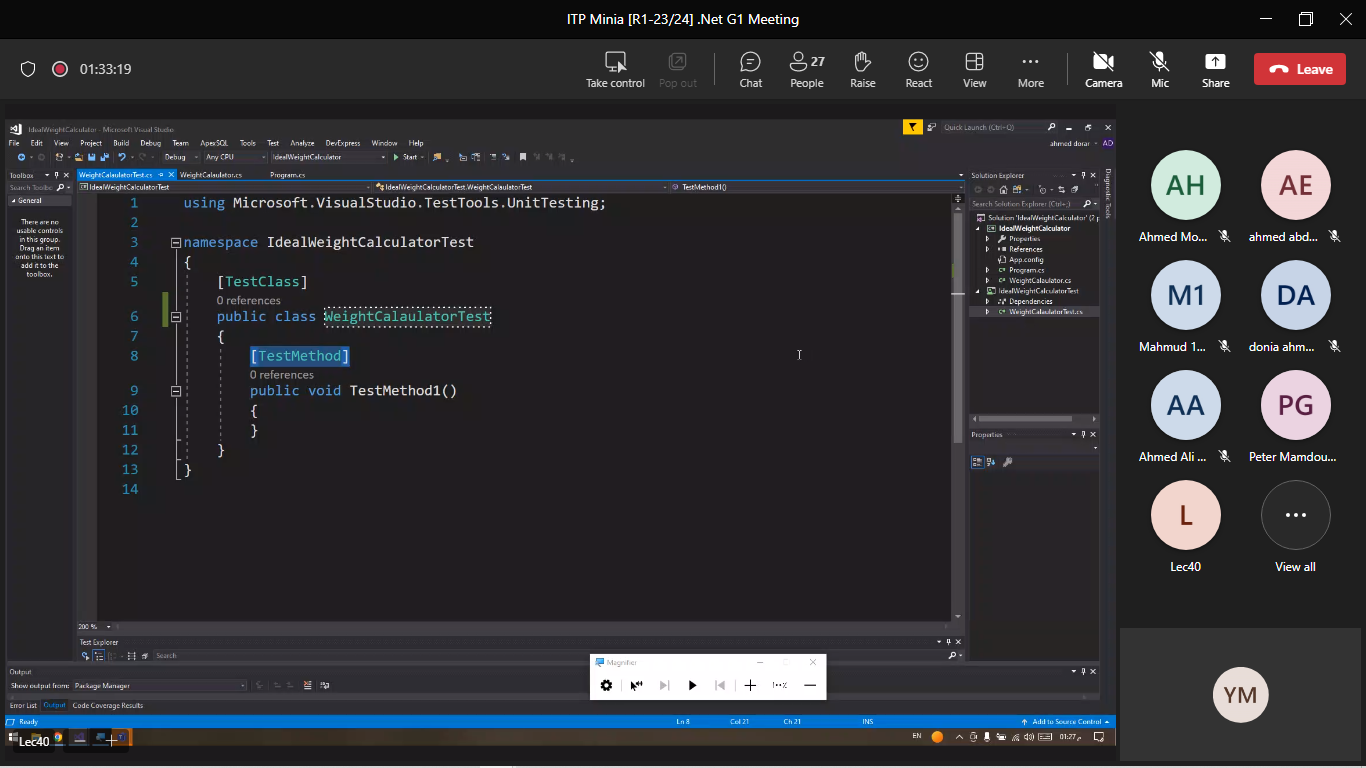 ITP Minia [R1-23/24] .Net G1 Meeting
01:33:19
Take control
Pop out
Chat
27
People
Raise
React
View
More
Camera
Mic
Share
Leave
IdealWeightCalculator - Microsoft Visual Studio
Quick Launch (Ctrl+Q)
File Edit View Project Build Debug Team ApexSQL Tools Test Analyze DevExpress Window Help
ahmed dorar AD
Debug Any CPU IdealWeightCalculator Start
Toolbox
Search Toolbo
General
There are no
usable controls
in this group.
Drag an item
onto this text to
add it to the
toolbox.
WeightCalaulatorTest.cs WeightCalaulator.cs Program.cs
IdealWeightCalculatorTest IdealWeightCalculatorTest.WeightCalaulatorTest TestMethod1()
1 using Microsoft.VisualStudio.TestTools.UnitTesting;
2
3 namespace IdealWeightCalculatorTest
4 {
5 [TestClass]
0 references
6 public class WeightCalaulatorTest
7 {
8 [TestMethod]
0 references
9 public void TestMethod1()
10 {
11 }
12 }
13 }
14
200 %
Solution Explorer
Search Solution Explorer (Ctrl+;)
Solution 'IdealWeightCalculator' (2 p
IdealWeightCalculator
Properties
References
App.config
Program.cs
WeightCalaulator.cs
IdealWeightCalculatorTest
Dependencies
WeightCalaulatorTest.cs
Properties
Diagnostic Tools
Test Explorer
Search
Output
Show output from: Package Manager
Error List Output Code Coverage Results
Magnifier
Ready Ln 8 Col 21 Ch 21 INS Add to Source Control
Lec40
EN
01:27 م
AH
Ahmed Mo...
AE
ahmed abd...
M1
Mahmud 1...
DA
donia ahm...
AA
Ahmed Ali ...
PG
Peter Mamdou...
L
Lec40
View all
YM